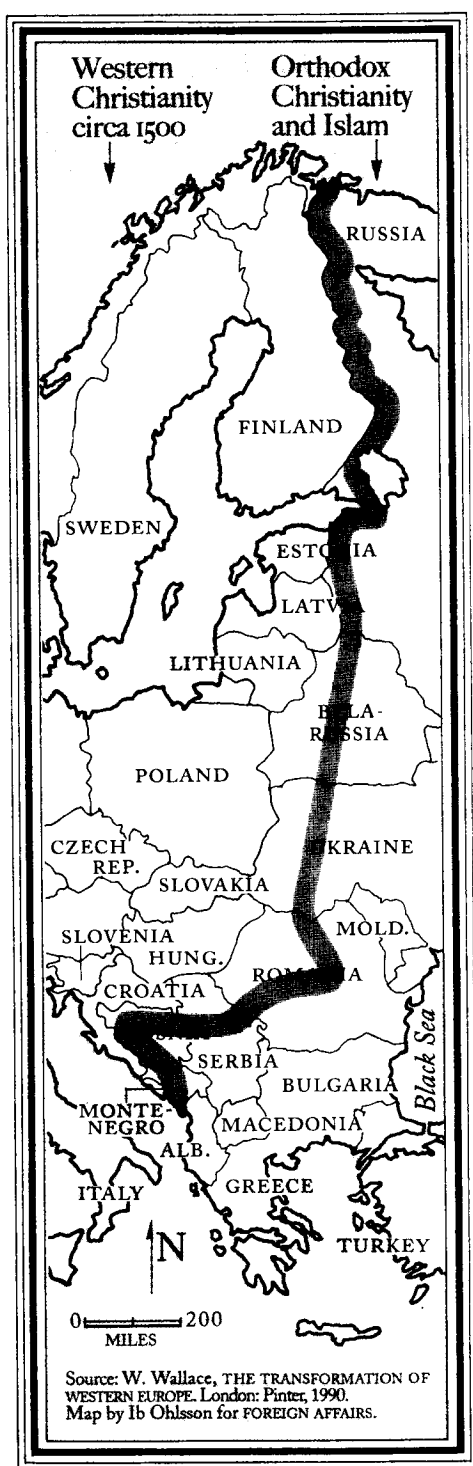 Western
Christianity
circa 1500
Orthodox
Christianity
and Islam
RUSSIA
FINLAND
SWEDEN
ESTONIA
LATVIA
LITHUANIA
BELA-
RUSSIA
POLAND
UKRAINE
CZECH
REP.
SLOVAKIA
MOLD.
SLOVENIA
HUNG.
ROMANIA
CROATIA
SERBIA
Black Sea
BULGARIA
MONTE-
NEGRO
MACEDONIA
ALB.
ITALY
GREECE
TURKEY
N
0 200
MILES
Source: W. Wallace, THE TRANSFORMATION OF
WESTERN EUROPE. London: Pinter, 1990.
Map by Ib Ohlsson for FOREIGN AFFAIRS.